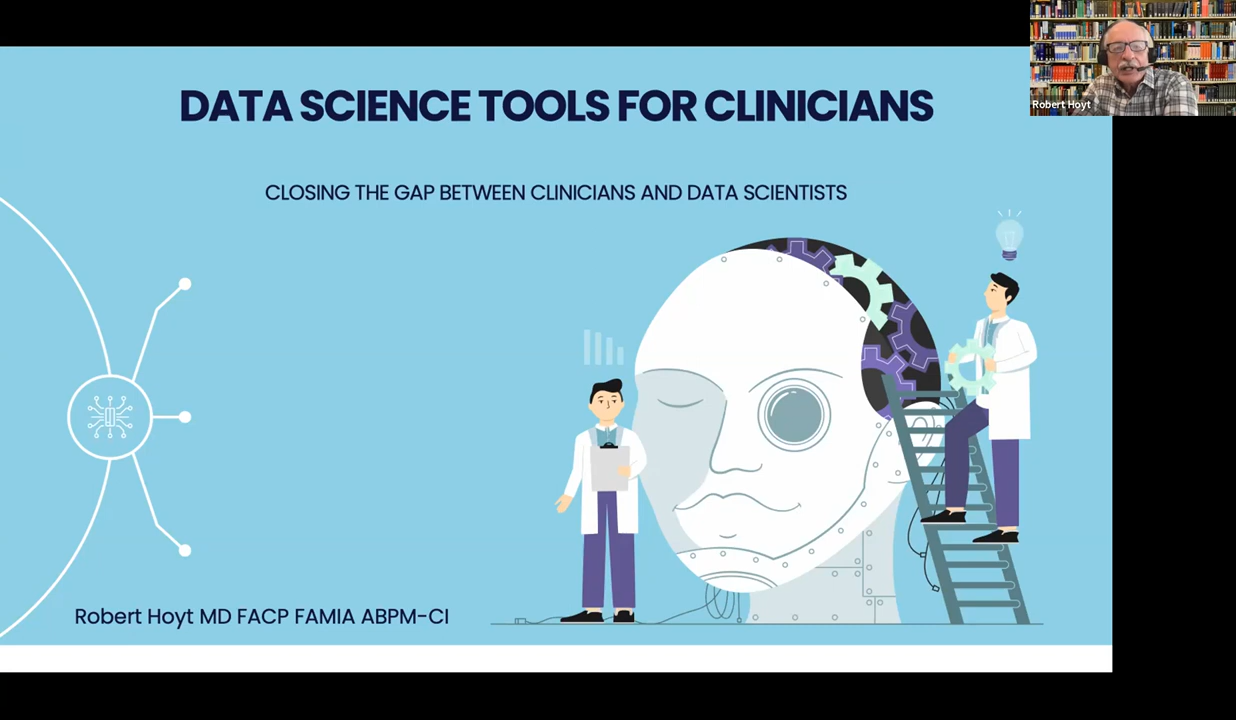 DATA SCIENCE TOOLS FOR CLINICIANS
CLOSING THE GAP BETWEEN CLINICIANS AND DATA SCIENTISTS
Robert Hoyt MD FACP FAMIA ABPM-CI
Robert Hoyt